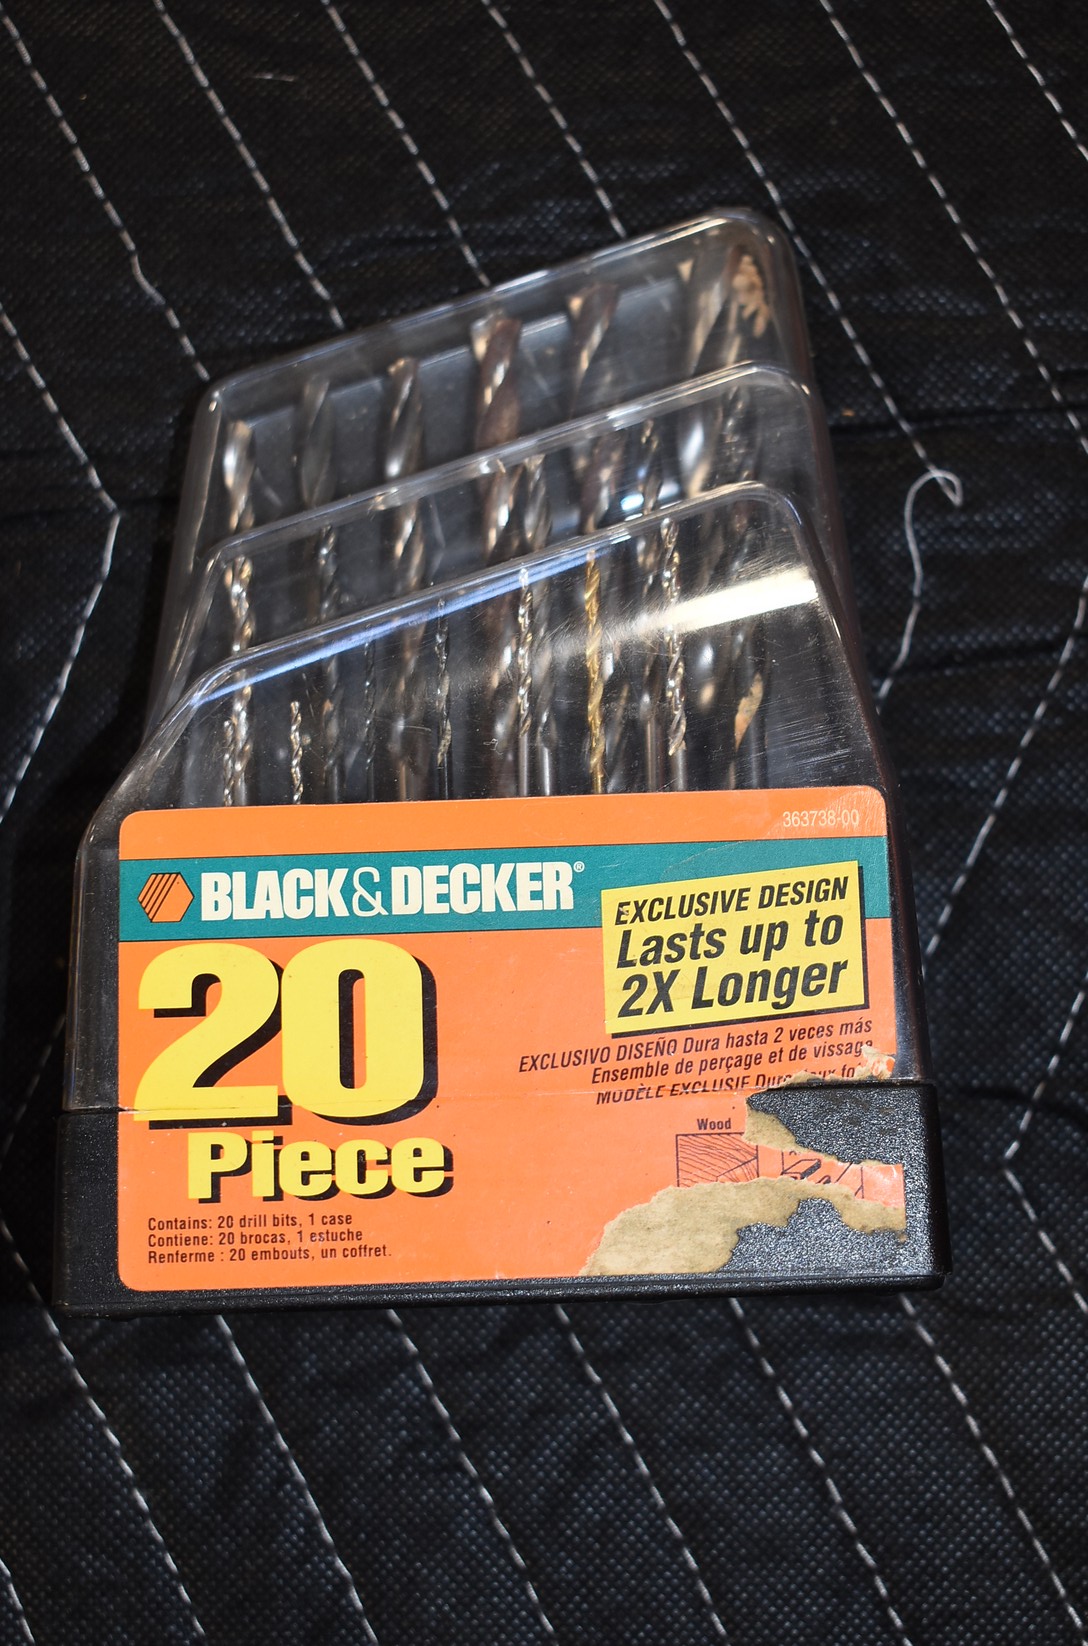 363738-00
BLACK&DECKER®
EXCLUSIVE DESIGN
Lasts up to
2X Longer
20
Piece
EXCLUSIVO DISEÑO Dura hasta 2 veces más
Ensemble de perçage et de vissage
MODÈLE EXCLUSIF
Wood
Contains: 20 drill bits, 1 case
Contiene: 20 brocas, 1 estuche
Renferme : 20 embouts, un coffret.